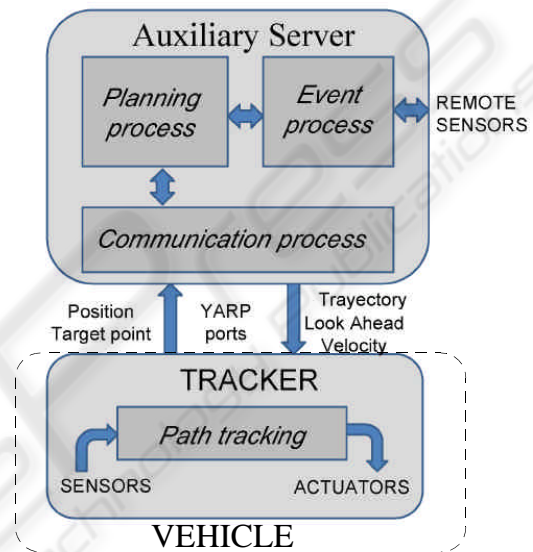 Auxiliary Server
Planning
process
Event
process
REMOTE
SENSORS
Communication process
Position
Target point
YARP
ports
Trayectory
Look Ahead
Velocity
TRACKER
Path tracking
SENSORS
ACTUATORS
VEHICLE